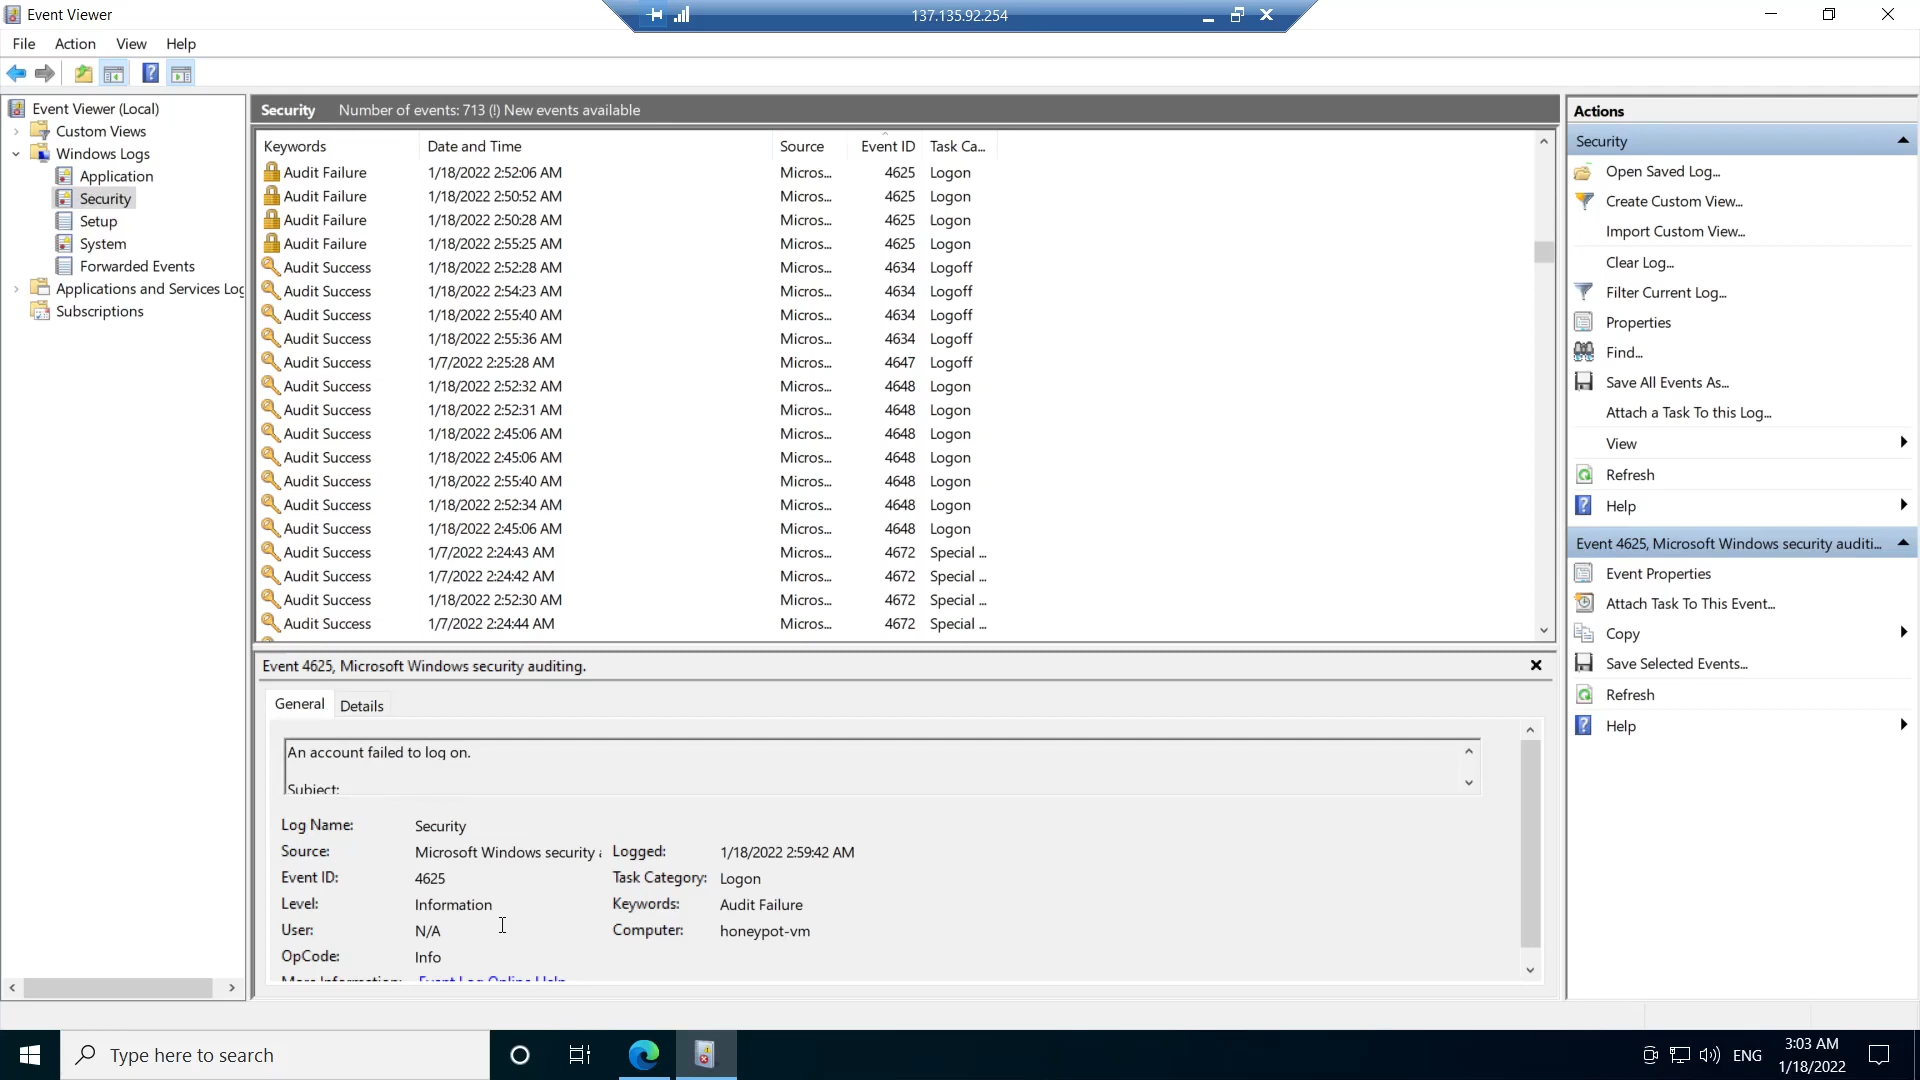 Event Viewer
137.135.92.254
File Action View Help
Event Viewer (Local)
Custom Views
Windows Logs
Application
Security
Setup
System
Forwarded Events
Applications and Services Log
Subscriptions
Security Number of events: 713 (!) New events available
Keywords Date and Time Source Event ID Task Ca...
Audit Failure 1/18/2022 2:52:06 AM Micros... 4625 Logon
Audit Failure 1/18/2022 2:50:52 AM Micros... 4625 Logon
Audit Failure 1/18/2022 2:50:28 AM Micros... 4625 Logon
Audit Failure 1/18/2022 2:55:25 AM Micros... 4625 Logon
Audit Success 1/18/2022 2:52:28 AM Micros... 4634 Logoff
Audit Success 1/18/2022 2:54:23 AM Micros... 4634 Logoff
Audit Success 1/18/2022 2:55:40 AM Micros... 4634 Logoff
Audit Success 1/18/2022 2:55:36 AM Micros... 4634 Logoff
Audit Success 1/7/2022 2:25:28 AM Micros... 4647 Logoff
Audit Success 1/18/2022 2:52:32 AM Micros... 4648 Logon
Audit Success 1/18/2022 2:52:31 AM Micros... 4648 Logon
Audit Success 1/18/2022 2:45:06 AM Micros... 4648 Logon
Audit Success 1/18/2022 2:45:06 AM Micros... 4648 Logon
Audit Success 1/18/2022 2:55:40 AM Micros... 4648 Logon
Audit Success 1/18/2022 2:52:34 AM Micros... 4648 Logon
Audit Success 1/18/2022 2:45:06 AM Micros... 4648 Logon
Audit Success 1/7/2022 2:24:43 AM Micros... 4672 Special ...
Audit Success 1/7/2022 2:24:42 AM Micros... 4672 Special ...
Audit Success 1/18/2022 2:52:30 AM Micros... 4672 Special ...
Audit Success 1/7/2022 2:24:44 AM Micros... 4672 Special ...
Event 4625, Microsoft Windows security auditing.
General Details
An account failed to log on.
Subject:
Log Name: Security
Source: Microsoft Windows security Logged: 1/18/2022 2:59:42 AM
Event ID: 4625 Task Category: Logon
Level: Information Keywords: Audit Failure
User: N/A Computer: honeypot-vm
OpCode: Info
More Information: Event Log Online Help
Actions
Security
Open Saved Log...
Create Custom View...
Import Custom View...
Clear Log...
Filter Current Log...
Properties
Find...
Save All Events As...
Attach a Task To this Log...
View
Refresh
Help
Event 4625, Microsoft Windows security auditi...
Event Properties
Attach Task To This Event...
Copy
Save Selected Events...
Refresh
Help
Type here to search
ENG
3:03 AM
1/18/2022